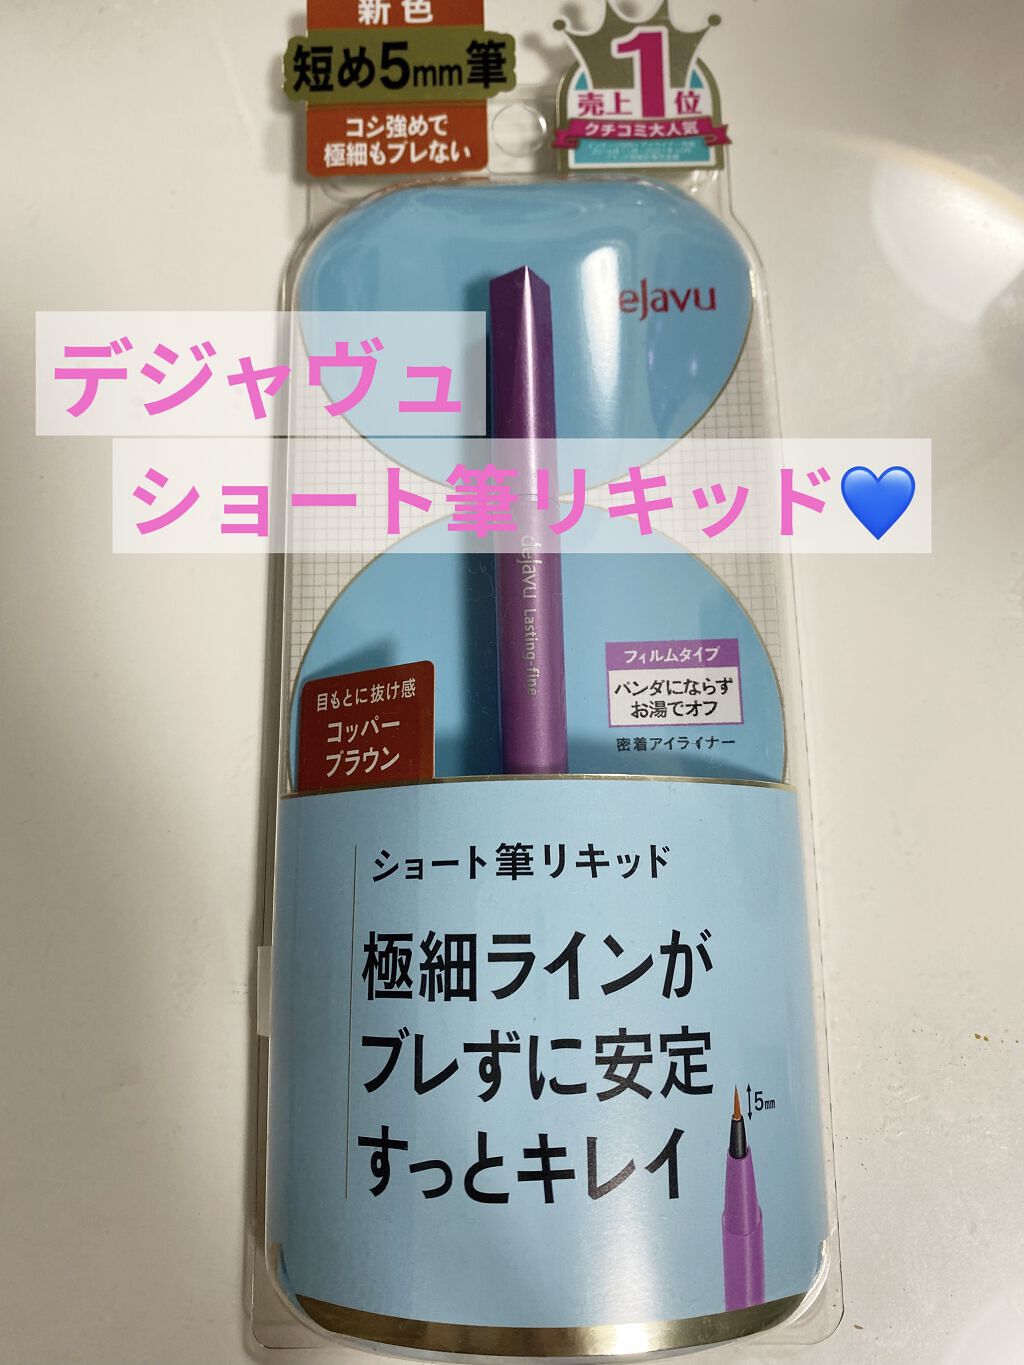 新色
短め5mm筆
コシ強めで
極細もブレない
売上1位
クチコミ大人気
ejavu
デジャヴュ
ショート筆リキッド💙
dejavu Lasting-fine
フィルムタイプ
パンダにならず
お湯でオフ
密着アイライナー
目もとに抜け感
コッパー
ブラウン
ショート筆リキッド
極細ラインが
ブレずに安定
すっとキレイ
5mm